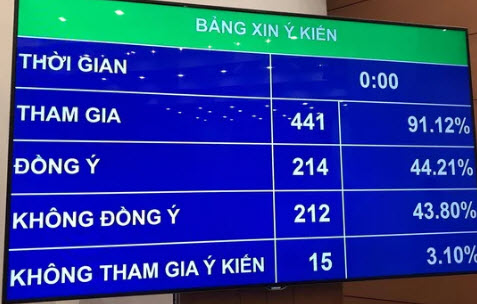 BẢNG XIN Ý KIẾN
THỜI GIAN 0:00
THAM GIA 441 91.12%
ĐỒNG Ý 214 44.21%
KHÔNG ĐỒNG Ý 212 43.80%
KHÔNG THAM GIA Ý KIẾN 15 3.10%